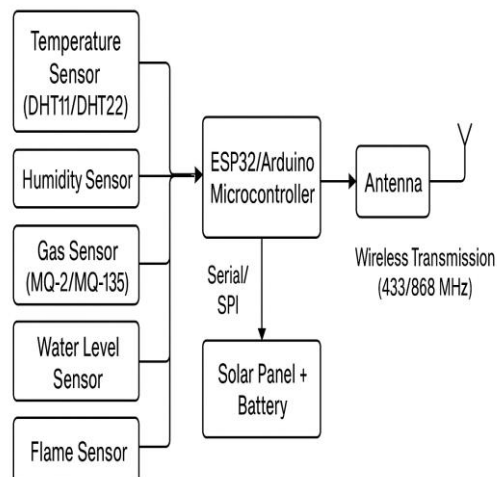 Temperature
Sensor
(DHT11/DHT22)
Humidity Sensor
Gas Sensor
(MQ-2/MQ-135)
Water Level
Sensor
Flame Sensor
ESP32/Arduino
Microcontroller
Serial/
SPI
Solar Panel +
Battery
Antenna
Wireless Transmission
(433/868 MHz)